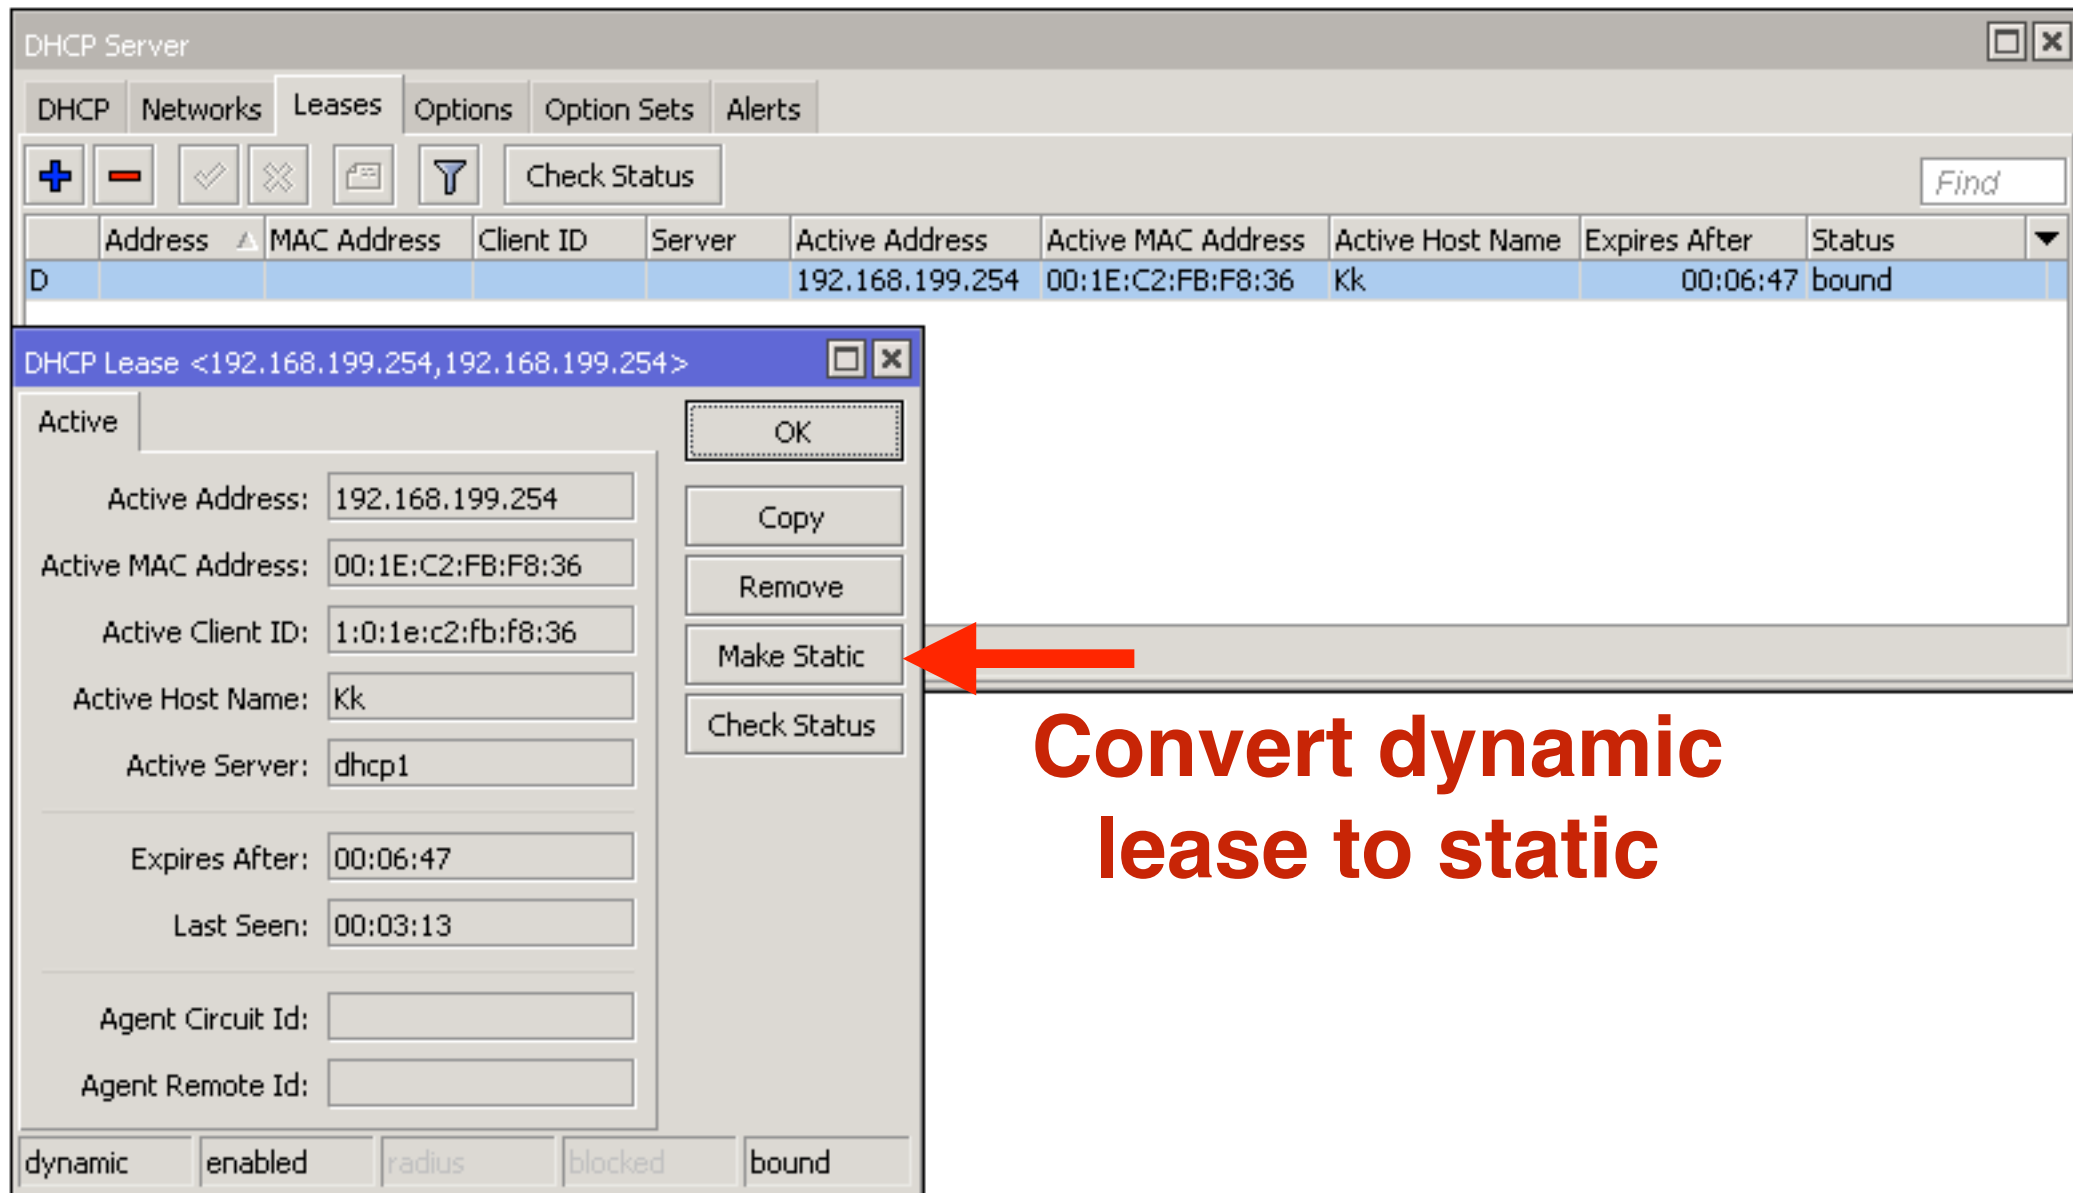 DHCP Server
DHCP Networks Leases Options Option Sets Alerts
Check Status Find
Address MAC Address Client ID Server Active Address Active MAC Address Active Host Name Expires After Status
D 192.168.199.254 00:1E:C2:FB:F8:36 Kk 00:06:47 bound
DHCP Lease <192.168.199.254,192.168.199.254>
Active
OK
Active Address: 192.168.199.254
Copy
Active MAC Address: 00:1E:C2:FB:F8:36
Remove
Active Client ID: 1:0:1e:c2:fb:f8:36
Make Static
Active Host Name: Kk
Check Status
Active Server: dhcp1
Convert dynamic
lease to static
Expires After: 00:06:47
Last Seen: 00:03:13
Agent Circuit Id:
Agent Remote Id:
dynamic enabled radius blocked bound